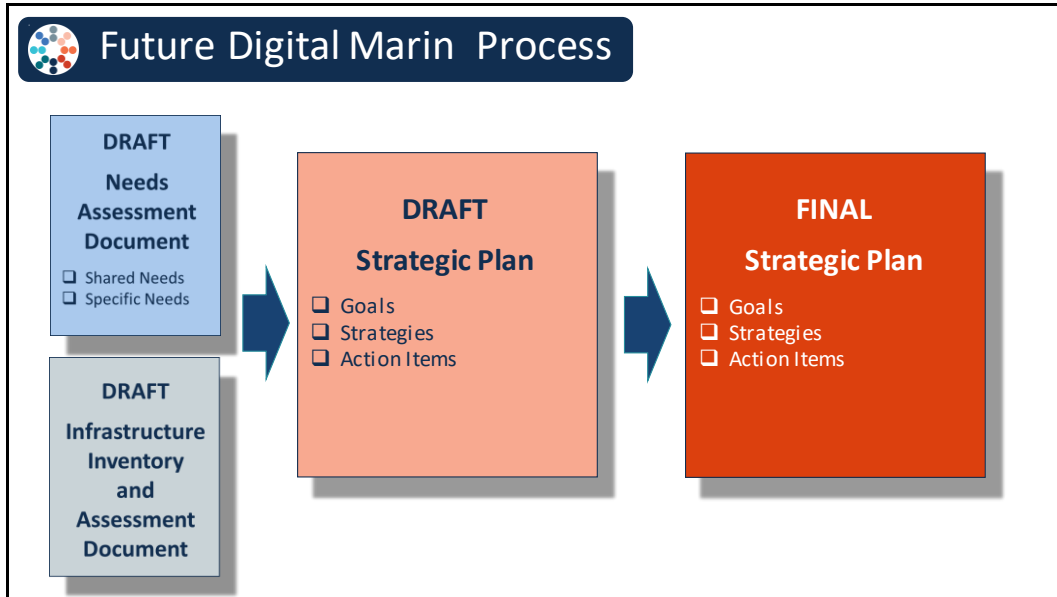 Future Digital Marin Process
DRAFT
Needs
Assessment
Document
❑ Shared Needs
❑ Specific Needs
DRAFT
Infrastructure
Inventory
and
Assessment
Document
DRAFT
Strategic Plan
❑ Goals
❑ Strategies
❑ Action Items
FINAL
Strategic Plan
❑ Goals
❑ Strategies
❑ Action Items